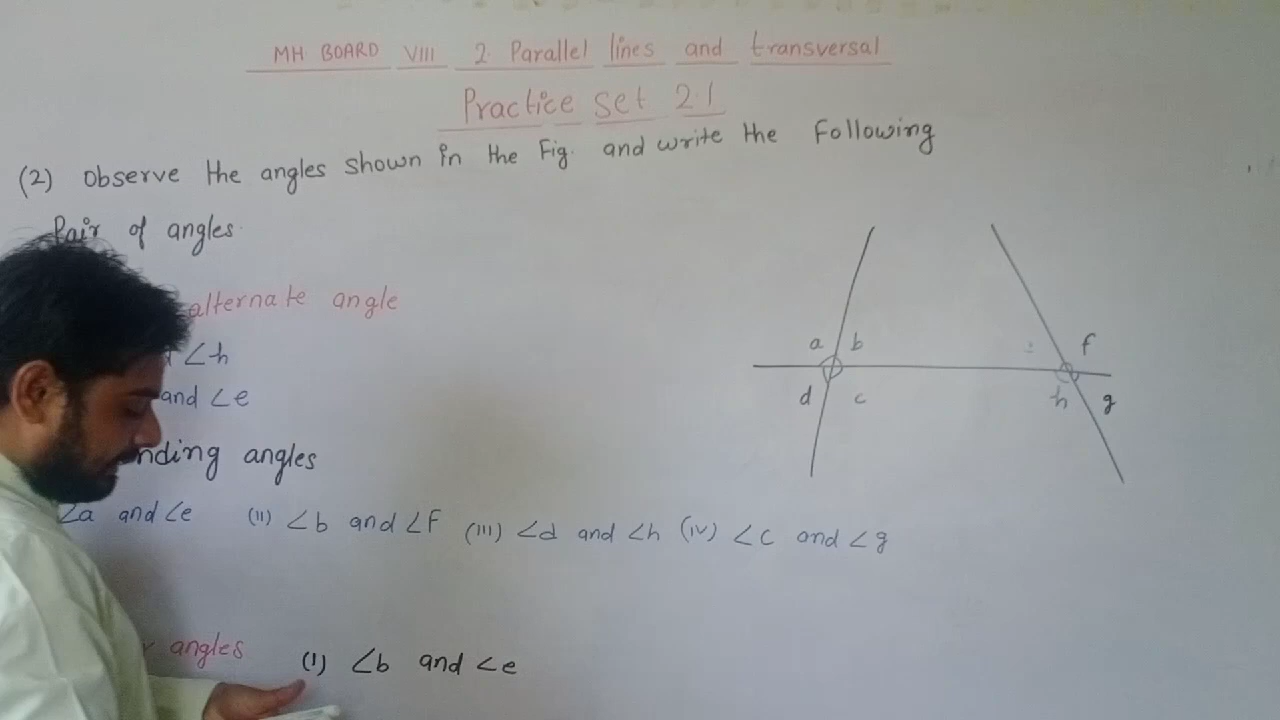 MH BOARD VIII 2. Parallel lines and transversal
Practice set 2.1
(2) observe the angles shown in the Fig. and write the Following
Pair of angles.
alternate angle
∠h
and ∠e
nding angles
∠a and ∠e (II) ∠b and ∠F (III) ∠d and ∠h (IV) ∠c and ∠g
angles (I) ∠b and ∠e
a b
d c
f
h g